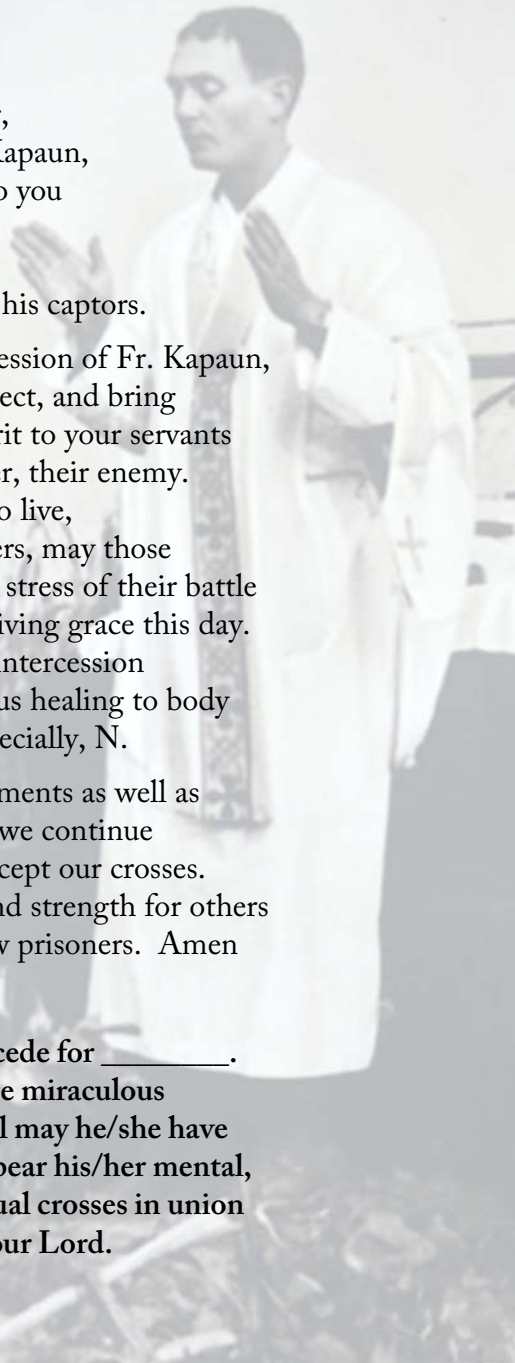 ,
Kapaun,
o you
his captors.
ession of Fr. Kapaun,
ect, and bring
rit to your servants
er, their enemy.
o live,
ers, may those
stress of their battle
iving grace this day.
intercession
us healing to body
pecially, N.
ments as well as
we continue
cept our crosses.
nd strength for others
w prisoners.  Amen
cede for ________.
e miraculous
l may he/she have
bear his/her mental,
ual crosses in union
our Lord.